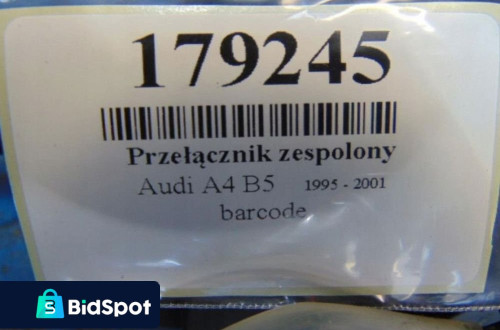 179245
Przełącznik zespolony
Audi A4 B5 1995 - 2001
barcode
BidSpot